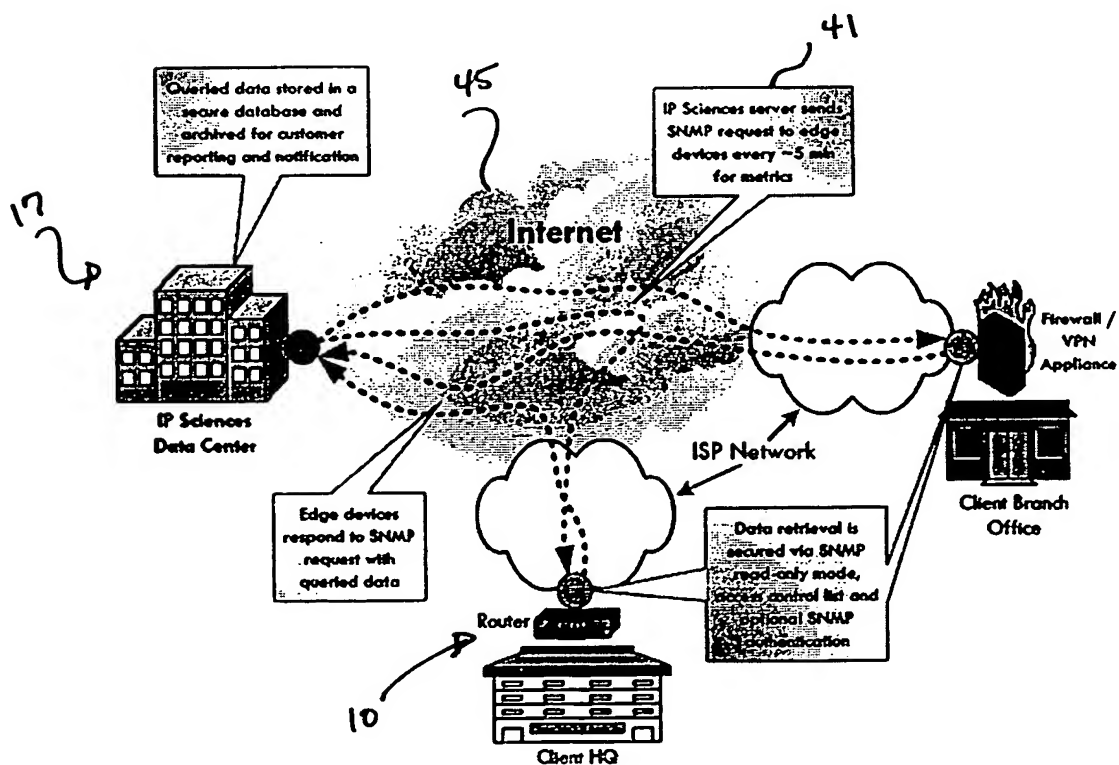 41
45
Queried data stored in a
secure database and
archived for customer
reporting and notification
IP Sciences server sends
SNMP request to edge
devices every ~5 min
for metrics
17
Internet
Firewall /
VPN
Appliance
IP Sciences
Data Center
ISP Network
Client Branch
Office
Edge devices
respond to SNMP
request with
queried data
Data retrieval is
secured via SNMP
read-only mode,
access control list and
optional SNMP
authentication
Router
10
Client HQ